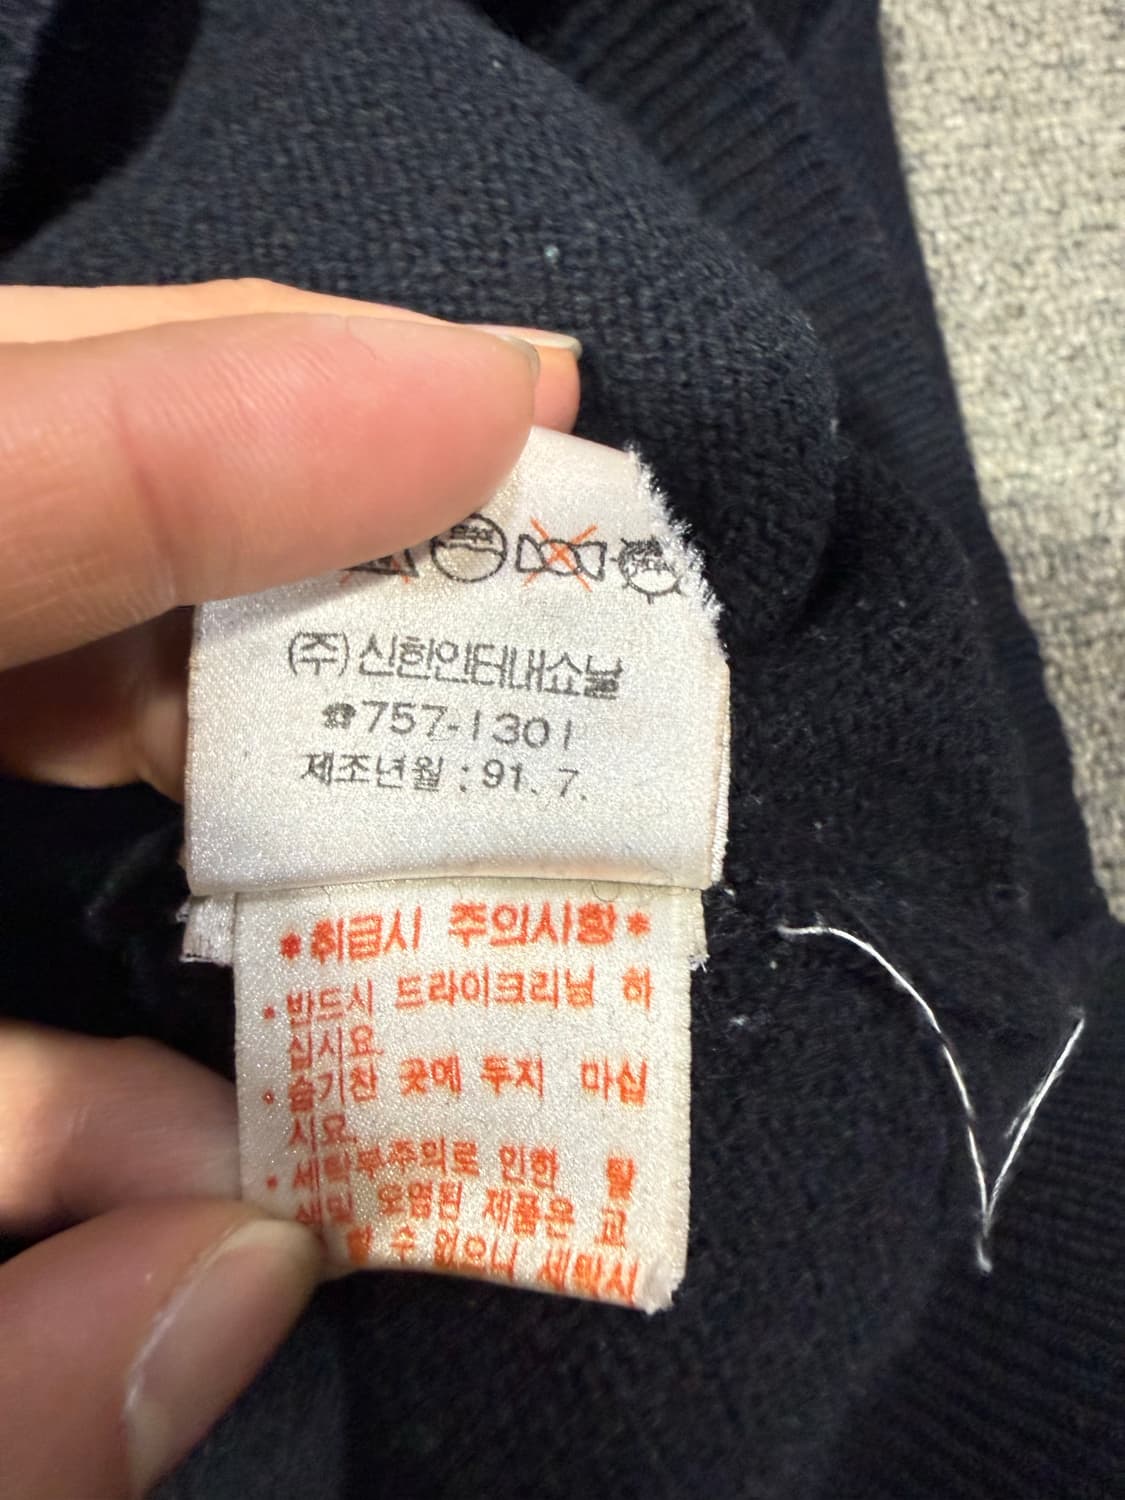 (주)신한인터내쇼날
☎757-1301
제조년월 : 91. 7.
*취급시 주의사항*
• 반드시 드라이크리닝 하
십시요.
• 습기찬 곳에 두지 마십
시요.
• 세탁부주의로 인한 탈
색및 오염된 제품은 교
환할 수 없으니 세탁시